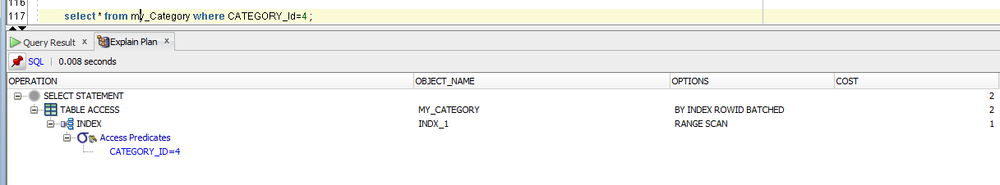 116
117 select * from my_Category where CATEGORY_Id=4 ;
Query Result x Explain Plan x
SQL | 0.008 seconds
OPERATION OBJECT_NAME OPTIONS COST
SELECT STATEMENT 2
TABLE ACCESS MY_CATEGORY BY INDEX ROWID BATCHED 2
INDEX INDX_1 RANGE SCAN 1
Access Predicates
CATEGORY_ID=4